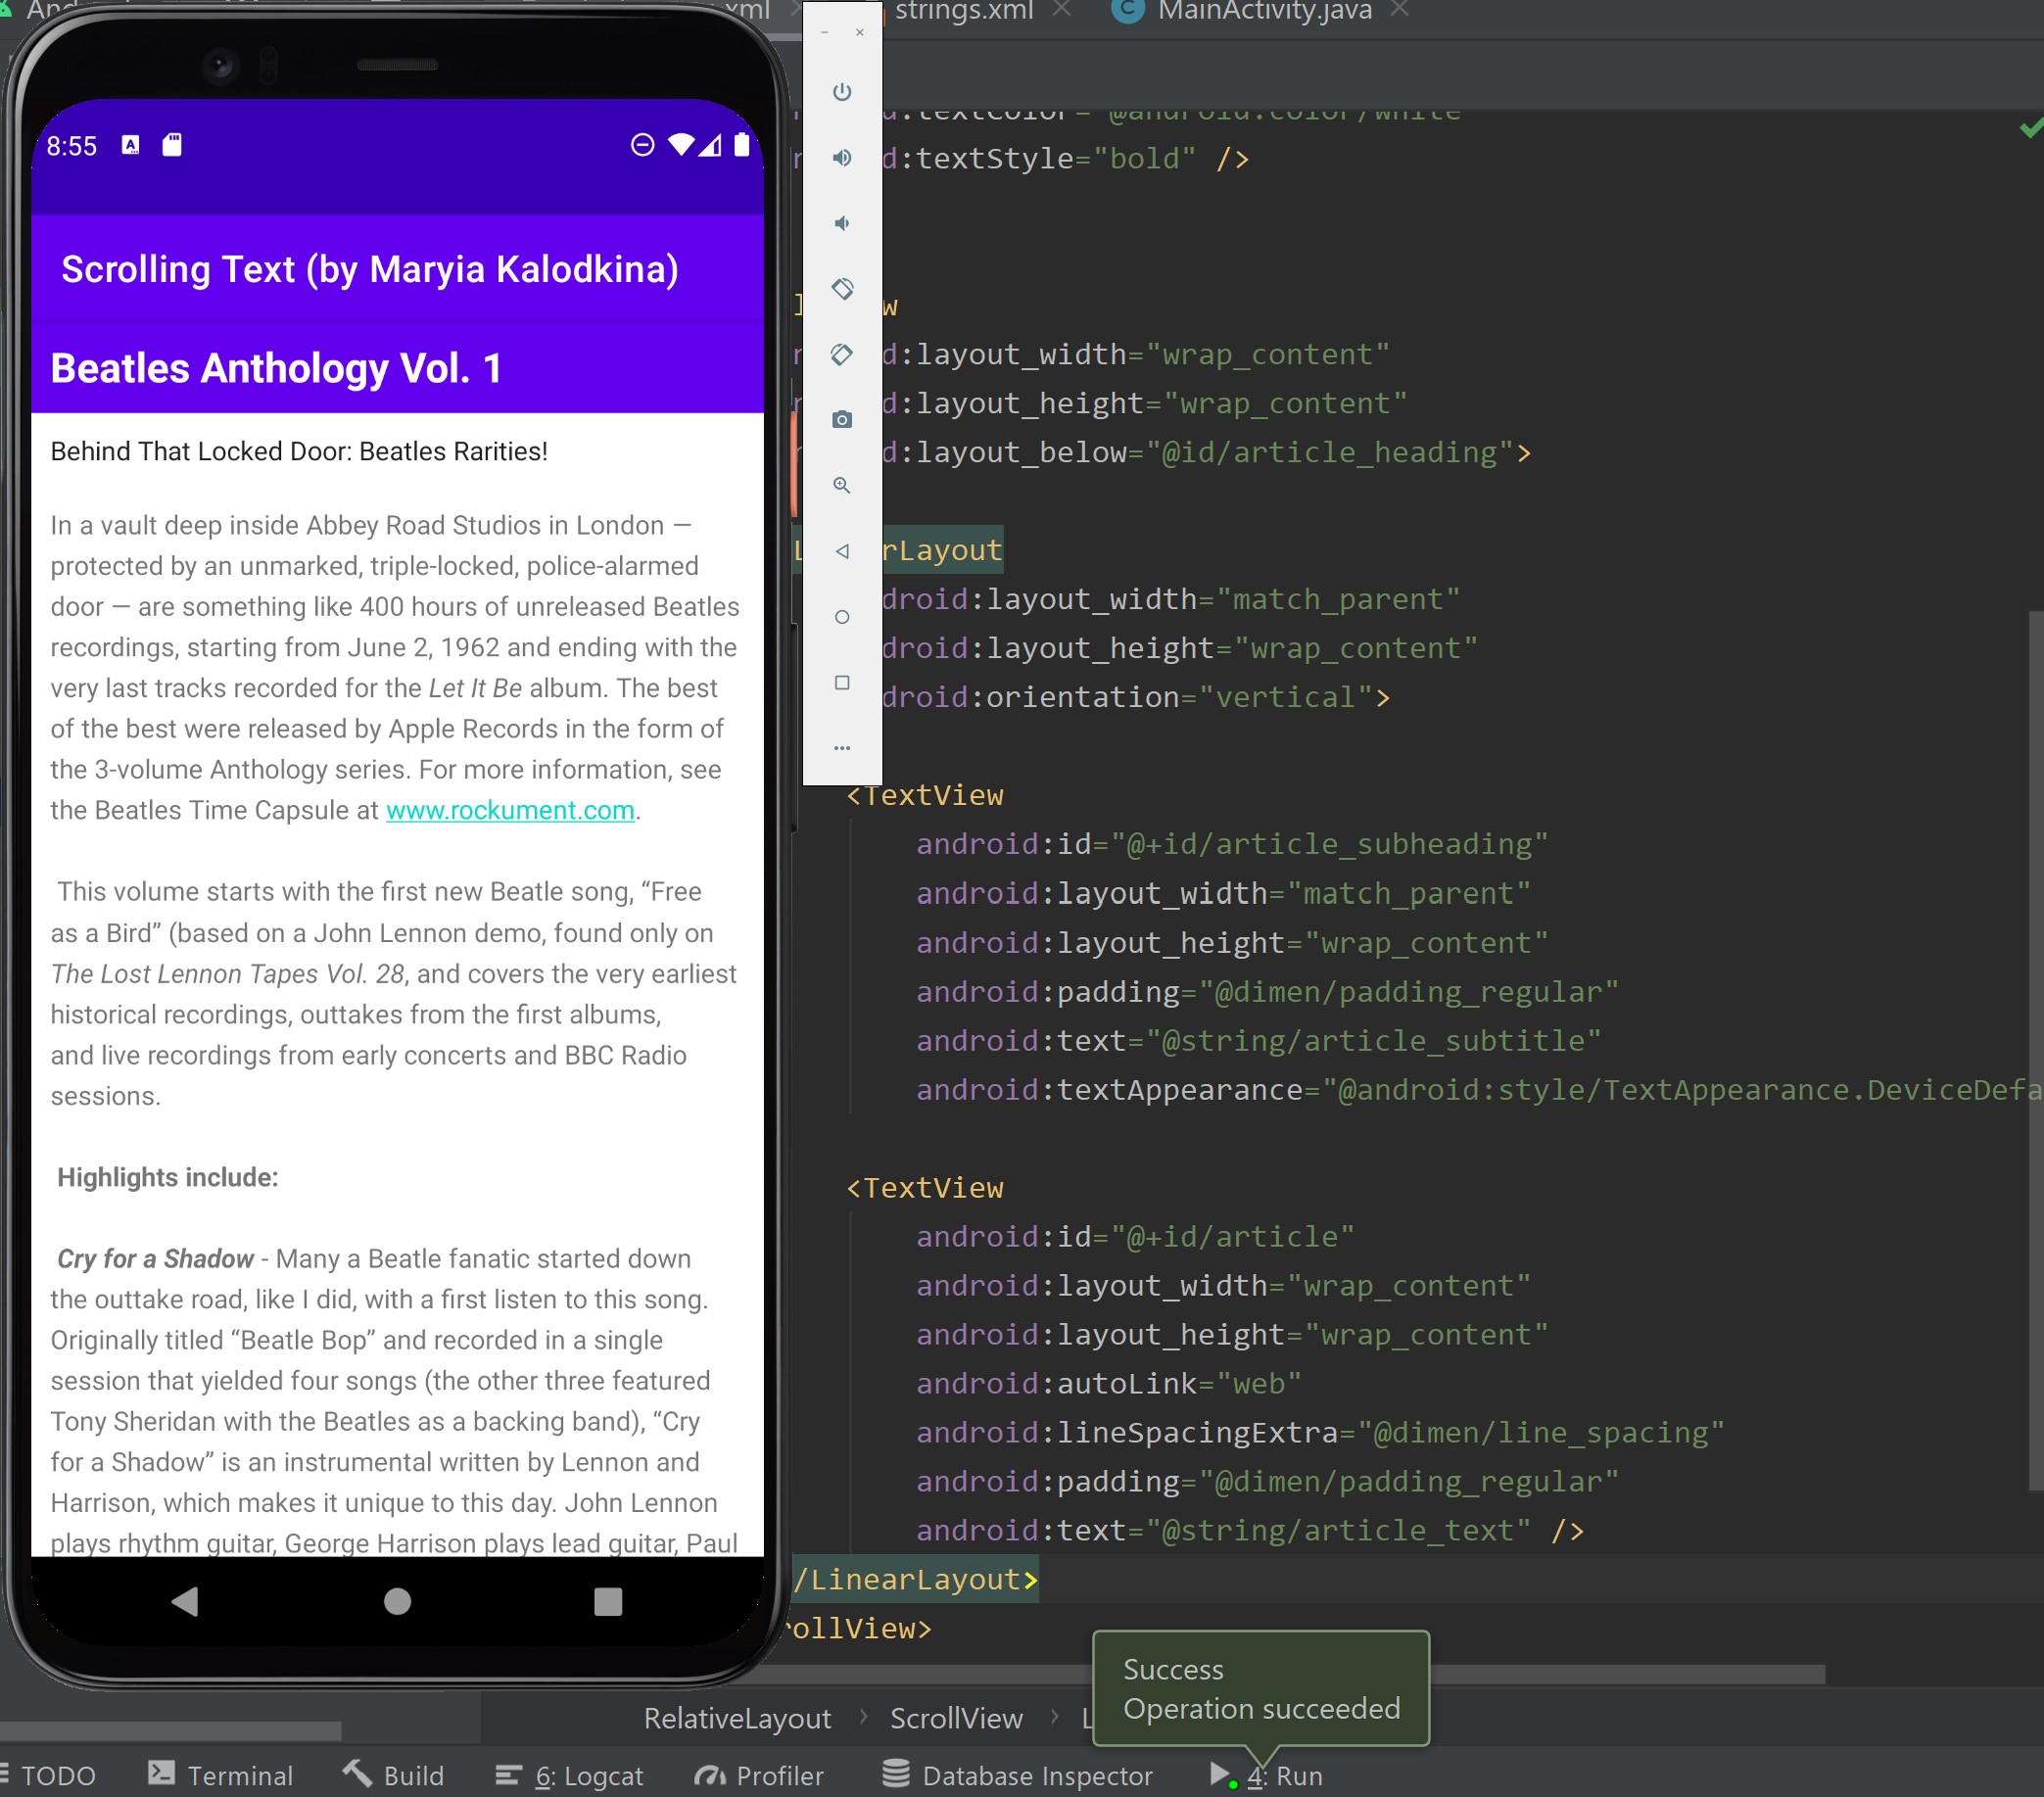 strings.xml
MainActivity.java
8:55
Scrolling Text (by Maryia Kalodkina)
Beatles Anthology Vol. 1
Behind That Locked Door: Beatles Rarities!
In a vault deep inside Abbey Road Studios in London —
protected by an unmarked, triple-locked, police-alarmed
door — are something like 400 hours of unreleased Beatles
recordings, starting from June 2, 1962 and ending with the
very last tracks recorded for the Let It Be album. The best
of the best were released by Apple Records in the form of
the 3-volume Anthology series. For more information, see
the Beatles Time Capsule at www.rockument.com.
This volume starts with the first new Beatle song, “Free
as a Bird” (based on a John Lennon demo, found only on
The Lost Lennon Tapes Vol. 28, and covers the very earliest
historical recordings, outtakes from the first albums,
and live recordings from early concerts and BBC Radio
sessions.
Highlights include:
Cry for a Shadow - Many a Beatle fanatic started down
the outtake road, like I did, with a first listen to this song.
Originally titled “Beatle Bop” and recorded in a single
session that yielded four songs (the other three featured
Tony Sheridan with the Beatles as a backing band), “Cry
for a Shadow” is an instrumental written by Lennon and
Harrison, which makes it unique to this day. John Lennon
plays rhythm guitar, George Harrison plays lead guitar, Paul
d:textColor="@android:color/white"
d:textStyle="bold" />
w
d:layout_width="wrap_content"
d:layout_height="wrap_content"
d:layout_below="@id/article_heading">
rLayout
droid:layout_width="match_parent"
droid:layout_height="wrap_content"
droid:orientation="vertical">
<TextView
android:id="@+id/article_subheading"
android:layout_width="match_parent"
android:layout_height="wrap_content"
android:padding="@dimen/padding_regular"
android:text="@string/article_subtitle"
android:textAppearance="@android:style/TextAppearance.DeviceDefa
<TextView
android:id="@+id/article"
android:layout_width="wrap_content"
android:layout_height="wrap_content"
android:autoLink="web"
android:lineSpacingExtra="@dimen/line_spacing"
android:padding="@dimen/padding_regular"
android:text="@string/article_text" />
/LinearLayout>
rollView>
Success
Operation succeeded
RelativeLayout > ScrollView > L
TODO Terminal Build 6: Logcat Profiler Database Inspector 4: Run